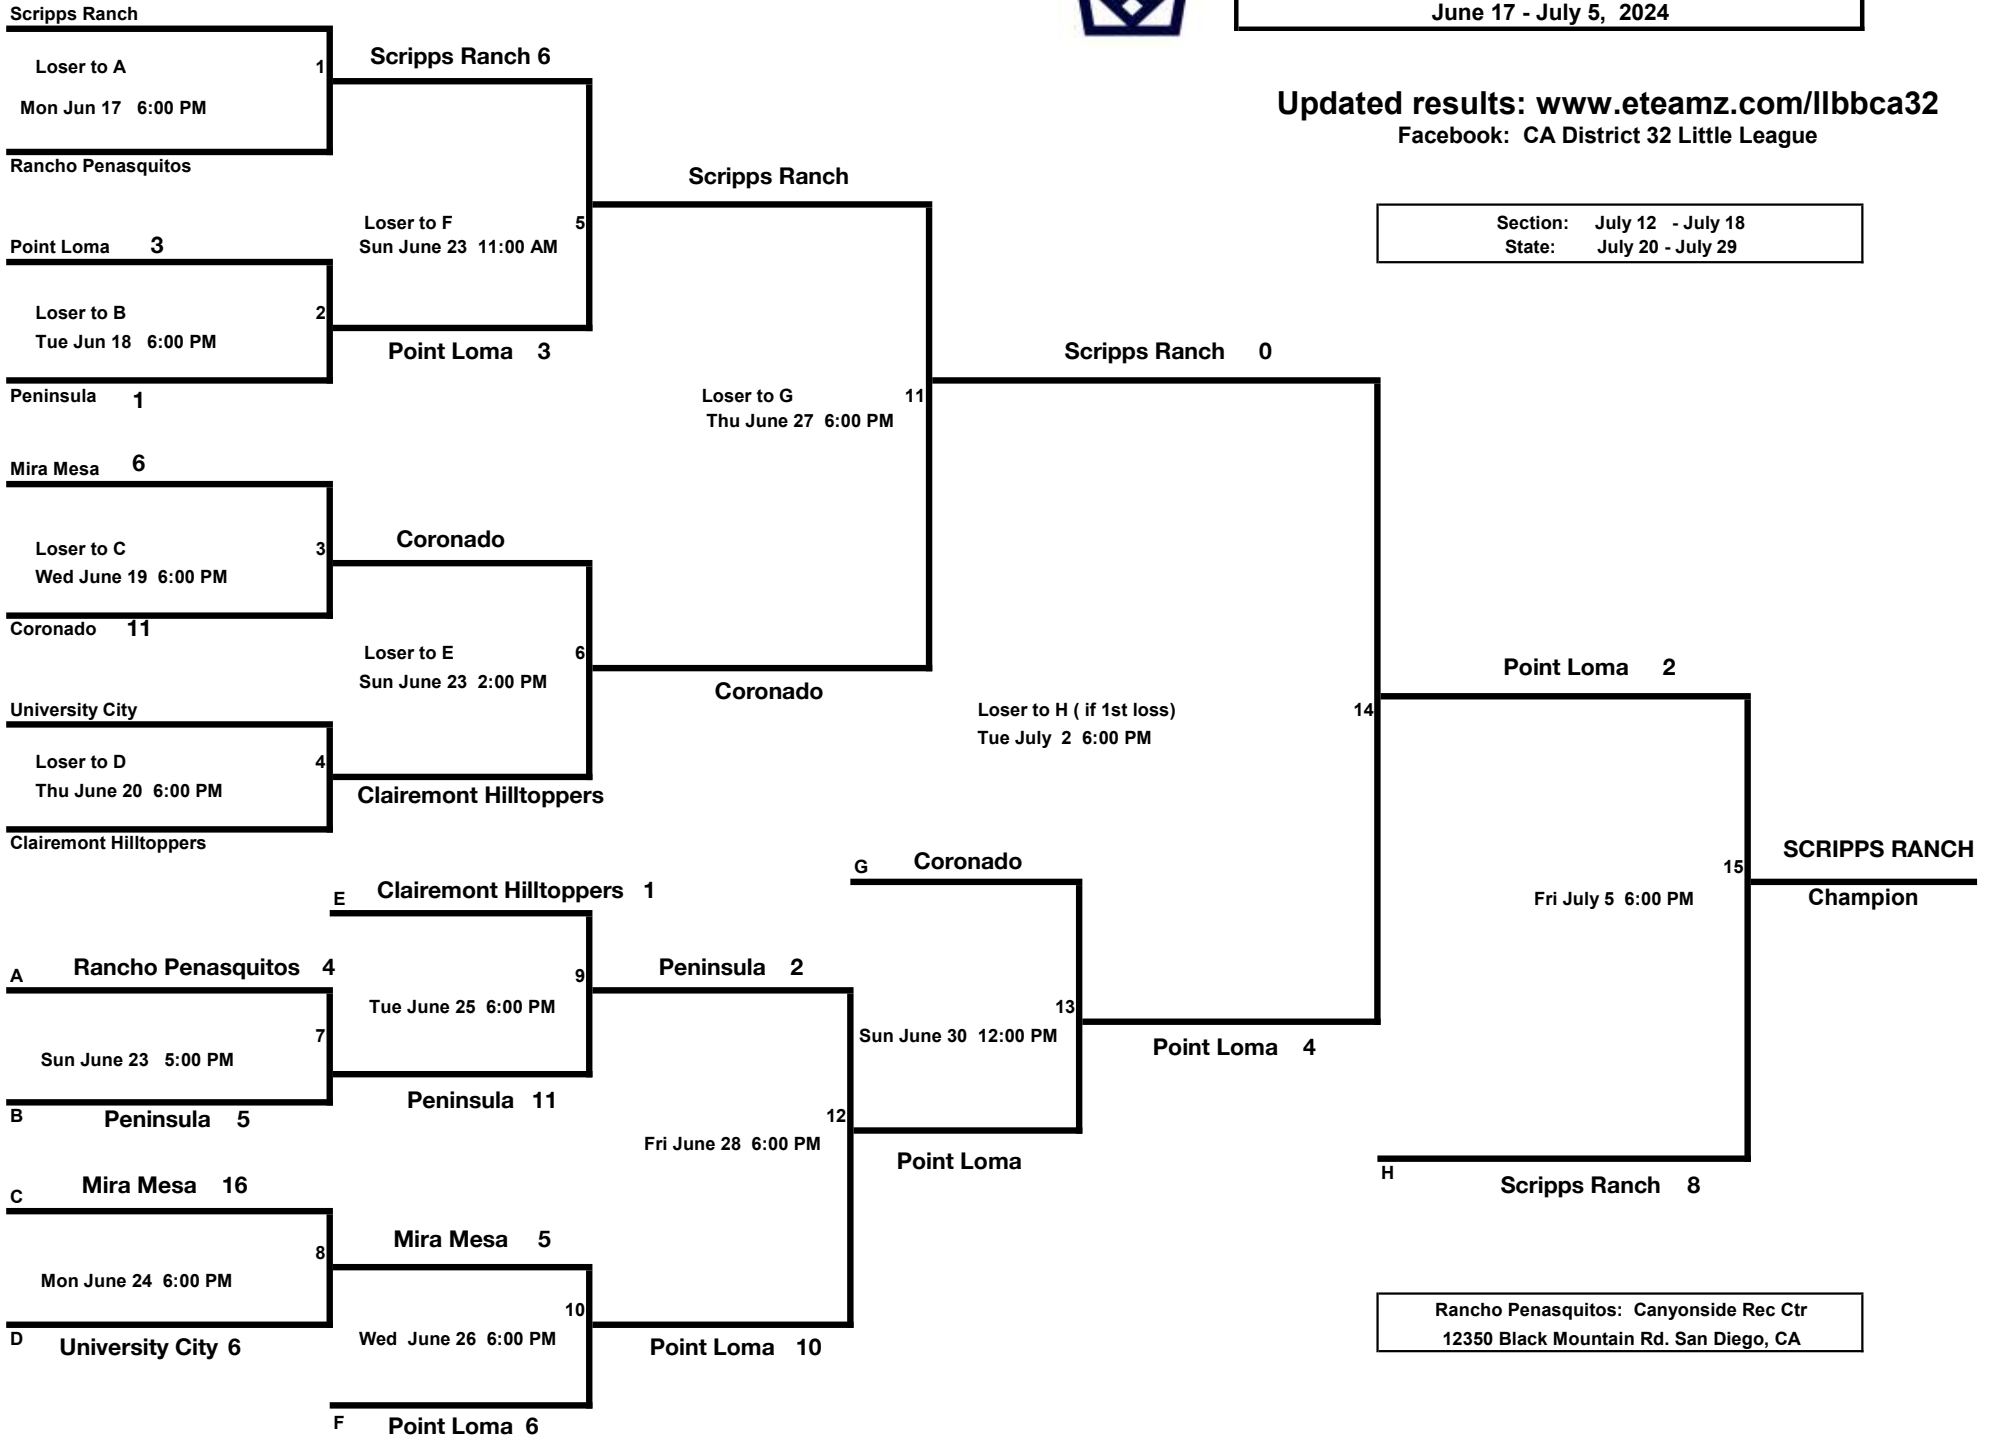 June 17 - July 5,  2024
Updated results: www.eteamz.com/llbbca32
Facebook:  CA District 32 Little League
Section:     July 12   - July 18
State:        July 20 - July 29
Scripps Ranch
Loser to A
1
Mon Jun 17   6:00 PM
Rancho Penasquitos
Scripps Ranch 6
Point Loma 3
Loser to B
2
Tue Jun 18   6:00 PM
Peninsula 1
Loser to F
5
Sun June 23  11:00 AM
Point Loma 3
Scripps Ranch
Loser to G
11
Thu June 27  6:00 PM
Mira Mesa 6
Loser to C
3
Wed June 19  6:00 PM
Coronado 11
Coronado
Loser to E
6
Sun June 23  2:00 PM
Coronado
University City
Loser to D
4
Thu June 20  6:00 PM
Clairemont Hilltoppers
Clairemont Hilltoppers
Scripps Ranch 0
Loser to H ( if 1st loss)
14
Tue July  2  6:00 PM
Point Loma 2
15
Fri July 5  6:00 PM
SCRIPPS RANCH
Champion
E
Clairemont Hilltoppers 1
9
Tue June 25  6:00 PM
Peninsula 11
A
Rancho Penasquitos 4
7
Sun June 23   5:00 PM
B
Peninsula 5
C
Mira Mesa 16
8
Mon June 24  6:00 PM
D
University City 6
Mira Mesa 5
10
Wed  June 26  6:00 PM
F
Point Loma 6
Peninsula 2
12
Fri June 28  6:00 PM
Point Loma 10
G
Coronado
13
Sun June 30  12:00 PM
Point Loma
Point Loma 4
H
Scripps Ranch 8
Rancho Penasquitos:  Canyonside Rec Ctr
12350 Black Mountain Rd. San Diego, CA